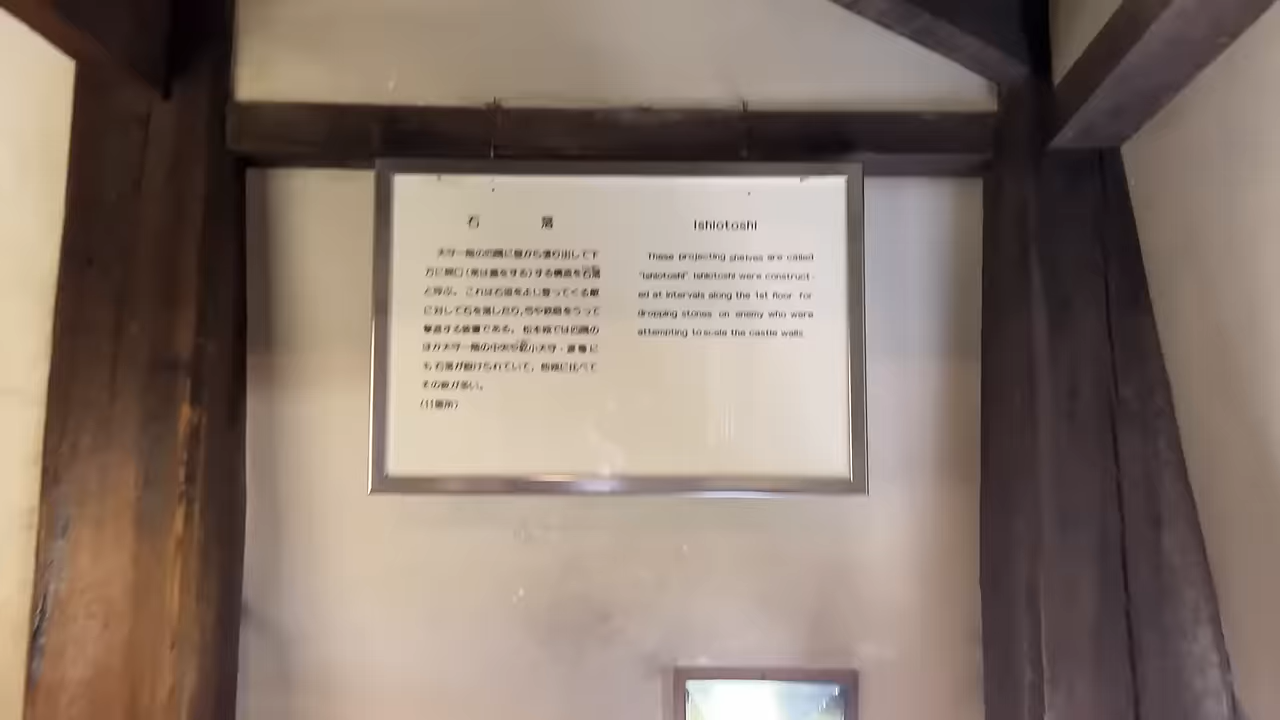 石落
天守一階の四隅に壁から張り出して下
方に開口(常は蓋をする)する構造を石落
と呼ぶ。これは石垣をよじ登ってくる敵
に対して石を落したり,弓や鉄砲をうって
撃退する装置である。松本城では四隅の
ほか天守一階の中央や乾小天守・渡櫓に
も石落が設けられていて,
その数が多い。
(11箇所)
Ishiotoshi
These projecting shelves are called
"Ishiotoshi" Ishiotoshi were construct-
ed at intervals along the 1st floor for
dropping stones on enemy who were
attempting to scale the castle walls